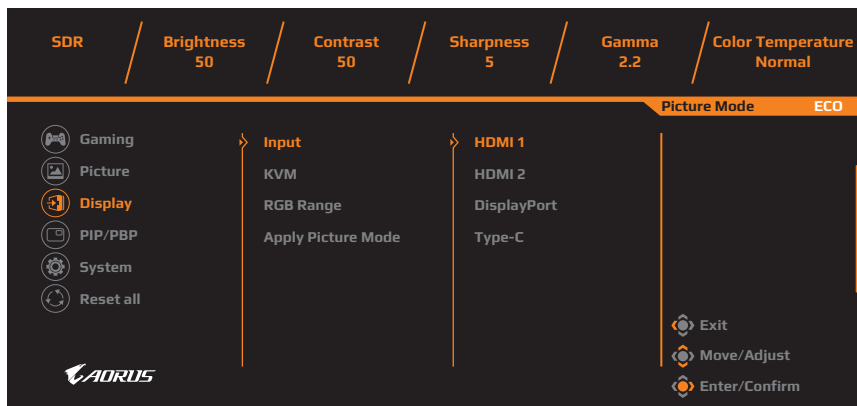 SDR Brightness Contrast Sharpness Gamma Color Temperature
50 50 5 2.2 Normal
Picture Mode ECO
Gaming Input HDMI 1
Picture KVM HDMI 2
Display RGB Range DisplayPort
PIP/PBP Apply Picture Mode Type-C
System
Reset all
Exit
Move/Adjust
AORUS
Enter/Confirm